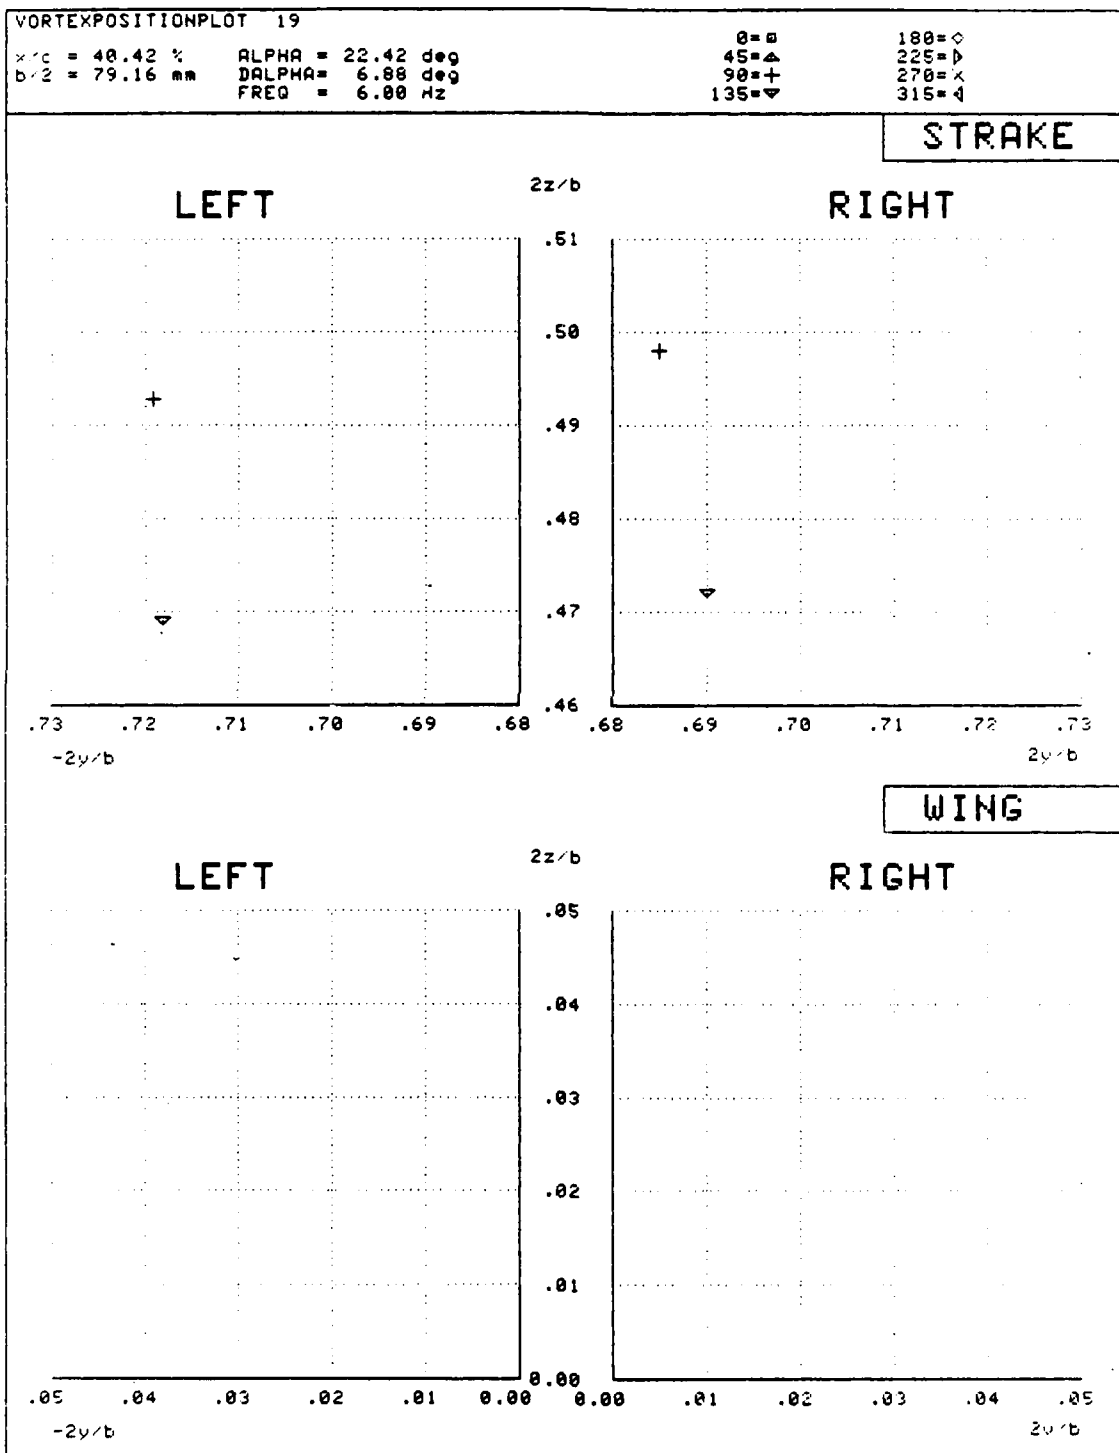 VORTEXPOSITIONPLOT 19
x/c = 40.42 % ALPHA = 22.42 deg
b/2 = 79.16 mm DALPHA= 6.88 deg
FREQ = 6.00 Hz
0=□ 180=◇
45=△ 225=▷
90=+ 270=×
135=▽ 315=◁
STRAKE
2z/b
LEFT RIGHT
.51
.50
.49
.48
.47
.46
.73 .72 .71 .70 .69 .68 .68 .69 .70 .71 .72 .73
-2y/b 2y/b
WING
2z/b
LEFT RIGHT
.05
.04
.03
.02
.01
0.00
.05 .04 .03 .02 .01 0.00 0.00 .01 .02 .03 .04 .05
-2y/b 2y/b